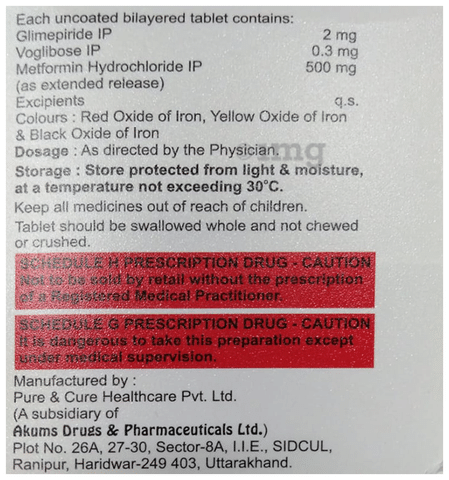 Each uncoated bilayered tablet contains:
Glimepiride IP 2 mg
Voglibose IP 0.3 mg
Metformin Hydrochloride IP 500 mg
(as extended release)
Excipients q.s.
Colours : Red Oxide of Iron, Yellow Oxide of Iron
& Black Oxide of Iron
Dosage : As directed by the Physician.
Storage : Store protected from light & moisture,
at a temperature not exceeding 30°C.
Keep all medicines out of reach of children.
Tablet should be swallowed whole and not chewed
or crushed.
SCHEDULE H PRESCRIPTION DRUG - CAUTION
Not to be sold by retail without the prescription
of a Registered Medical Practitioner.
SCHEDULE G PRESCRIPTION DRUG - CAUTION
It is dangerous to take this preparation except
under medical supervision.
Manufactured by :
Pure & Cure Healthcare Pvt. Ltd.
(A subsidiary of
Akums Drugs & Pharmaceuticals Ltd.)
Plot No. 26A, 27-30, Sector-8A, I.I.E., SIDCUL,
Ranipur, Haridwar-249 403, Uttarakhand.